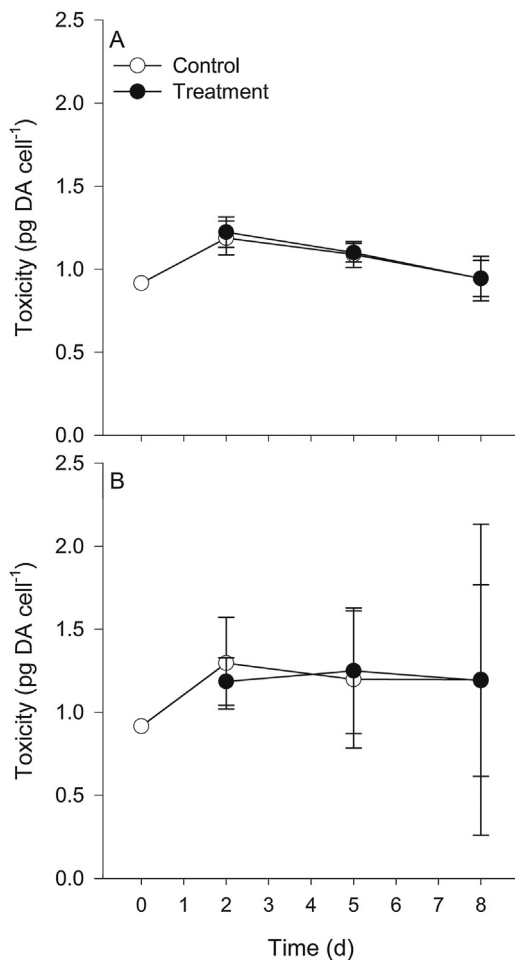 2.5
A
Control
Treatment
2.0
1.5
1.0
0.5
0.0
Toxicity (pg DA cell⁻¹)
2.5
B
2.0
1.5
1.0
0.5
0.0
Toxicity (pg DA cell⁻¹)
0 1 2 3 4 5 6 7 8
Time (d)